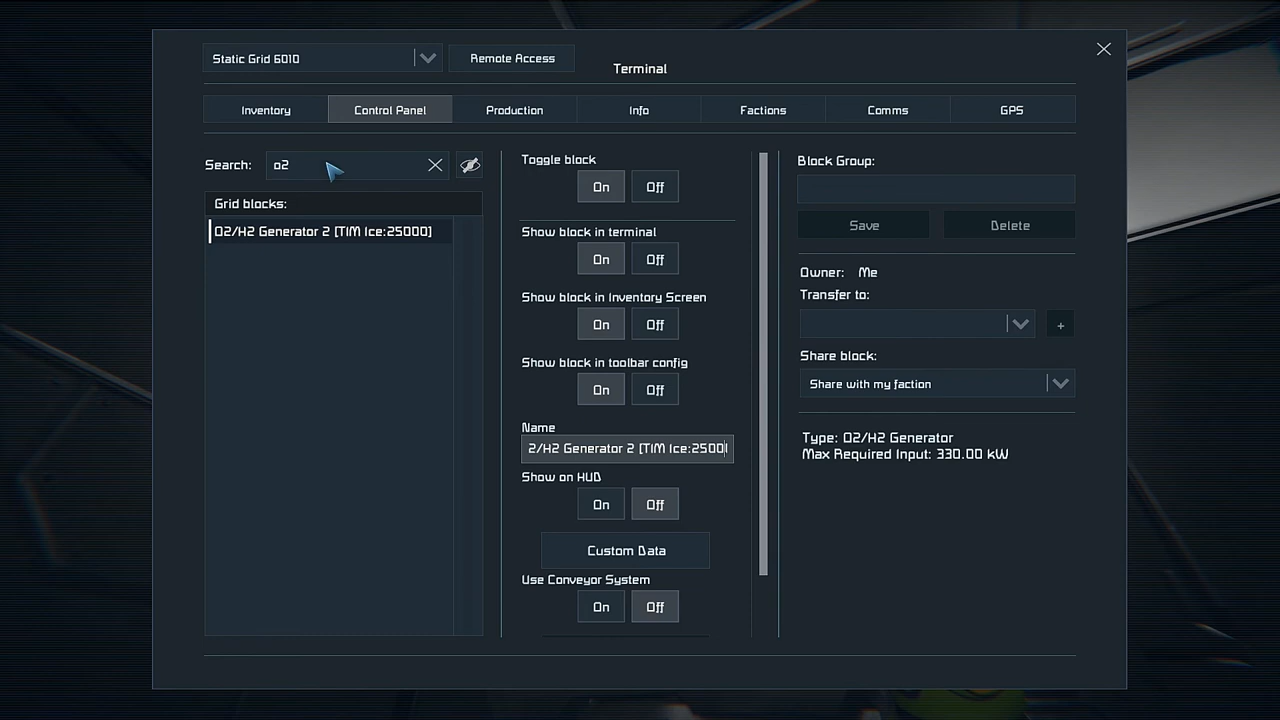 Static Grid 6010
Remote Access
Terminal
Inventory
Control Panel
Production
Info
Factions
Comms
GPS
Search:
o2
Grid blocks:
O2/H2 Generator 2 [TIM Ice:25000]
Toggle block
On
Off
Show block in terminal
On
Off
Show block in Inventory Screen
On
Off
Show block in toolbar config
On
Off
Name
2/H2 Generator 2 [TIM Ice:2500
Show on HUD
On
Off
Custom Data
Use Conveyor System
On
Off
Block Group:
Save
Delete
Owner: Me
Transfer to:
+
Share block:
Share with my faction
Type: O2/H2 Generator
Max Required Input: 330.00 kW